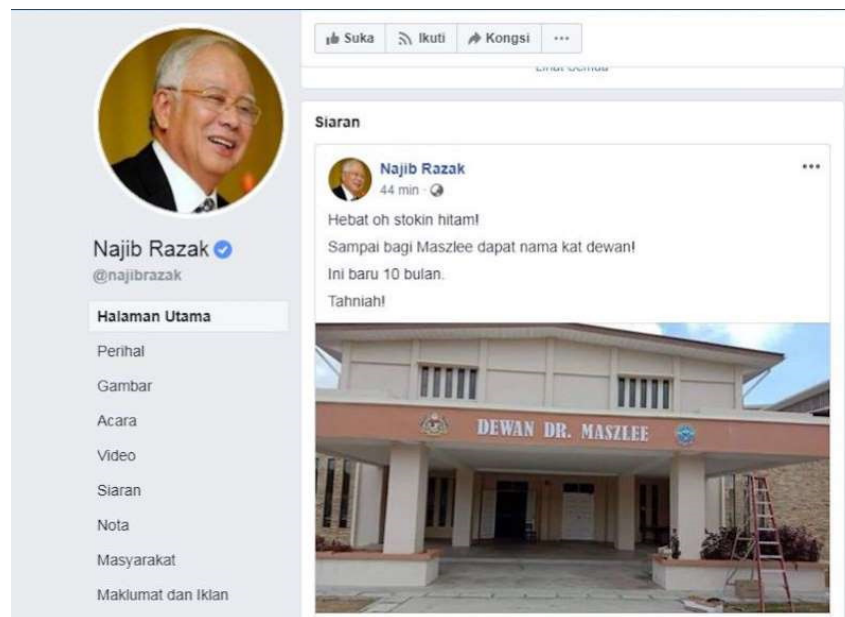 Suka Ikuti Kongsi ...
Lihat Semua
Siaran
Najib Razak
44 min ·
Hebat oh stokin hitam!
Sampai bagi Maszlee dapat nama kat dewan!
Ini baru 10 bulan.
Tahniah!
DEWAN DR. MASZLEE
Najib Razak
@najibrazak
Halaman Utama
Perihal
Gambar
Acara
Video
Siaran
Nota
Masyarakat
Maklumat dan Iklan